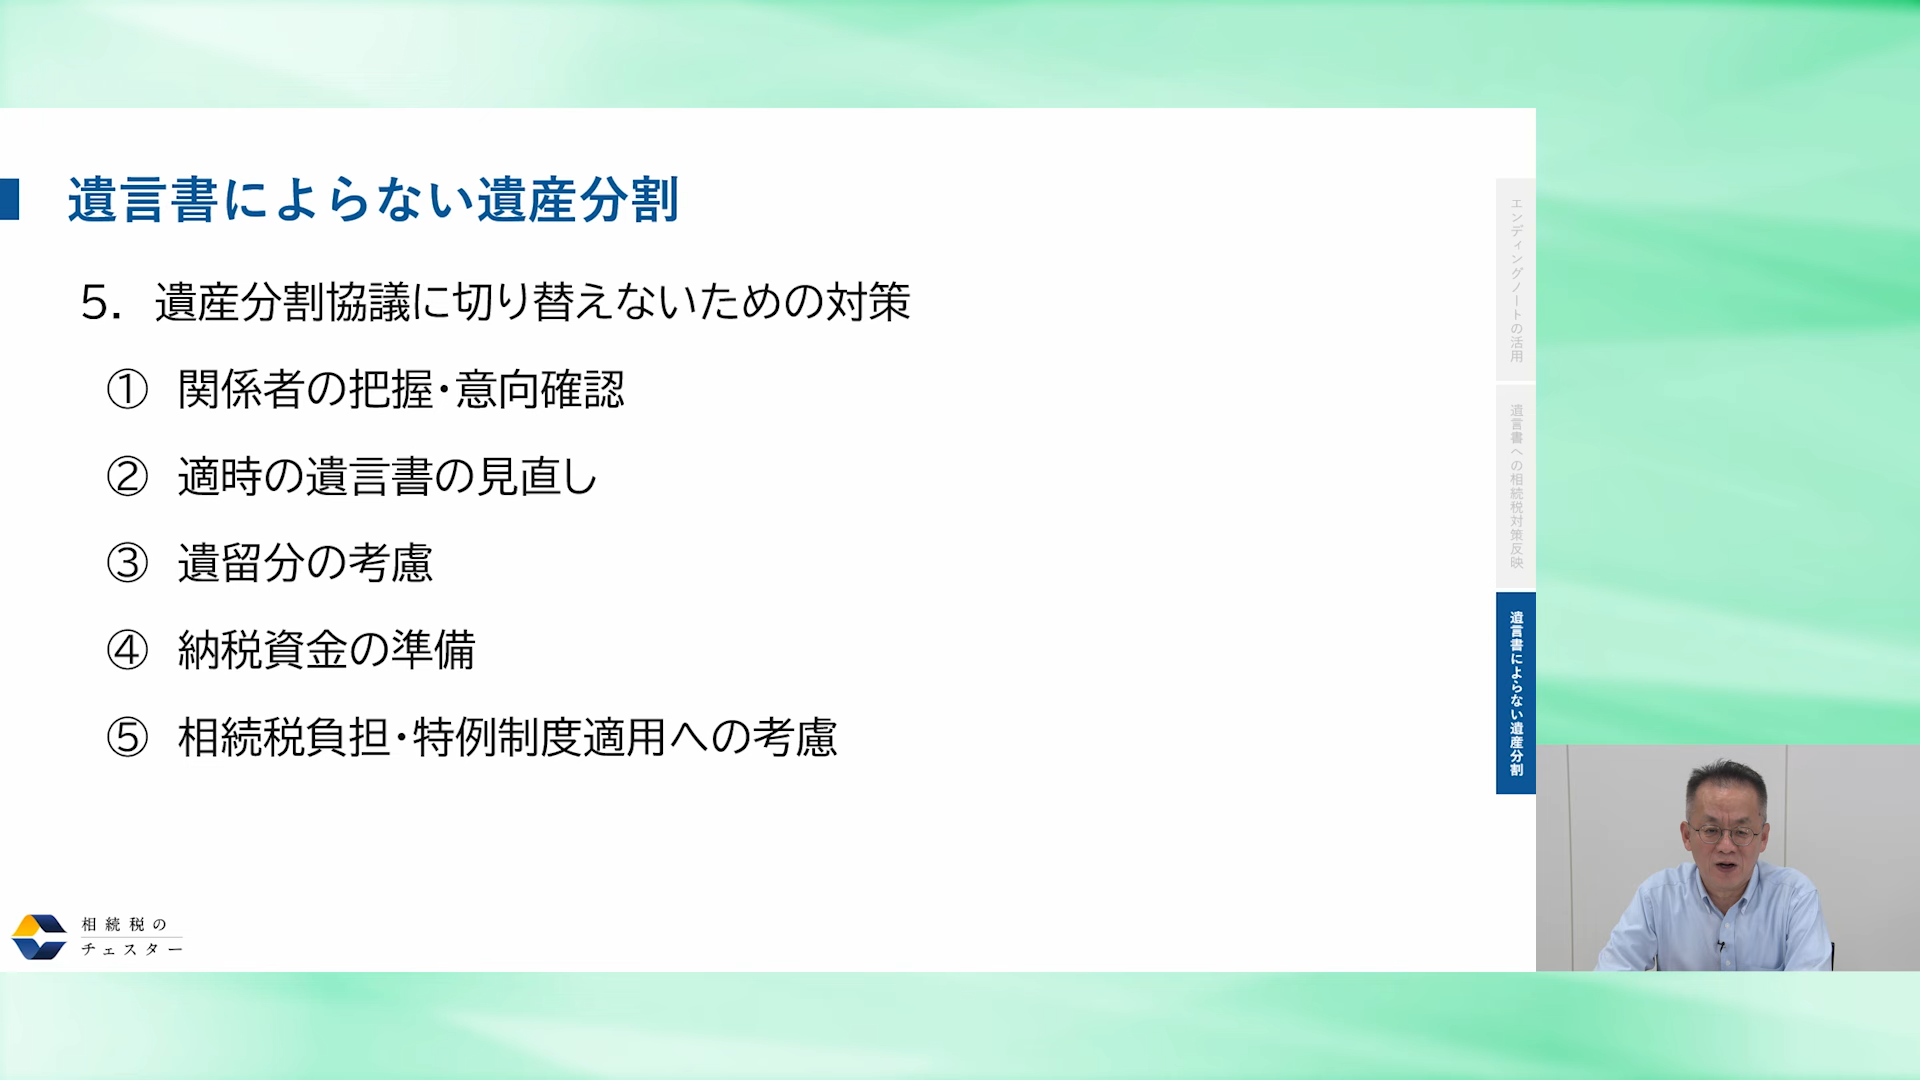 遺言書によらない遺産分割
5. 遺産分割協議に切り替えないための対策
① 関係者の把握・意向確認
② 適時の遺言書の見直し
③ 遺留分の考慮
④ 納税資金の準備
⑤ 相続税負担・特例制度適用への考慮
エンディングノートの活用
遺言書への相続税対策反映
遺言書によらない遺産分割
相続税の
チェスター